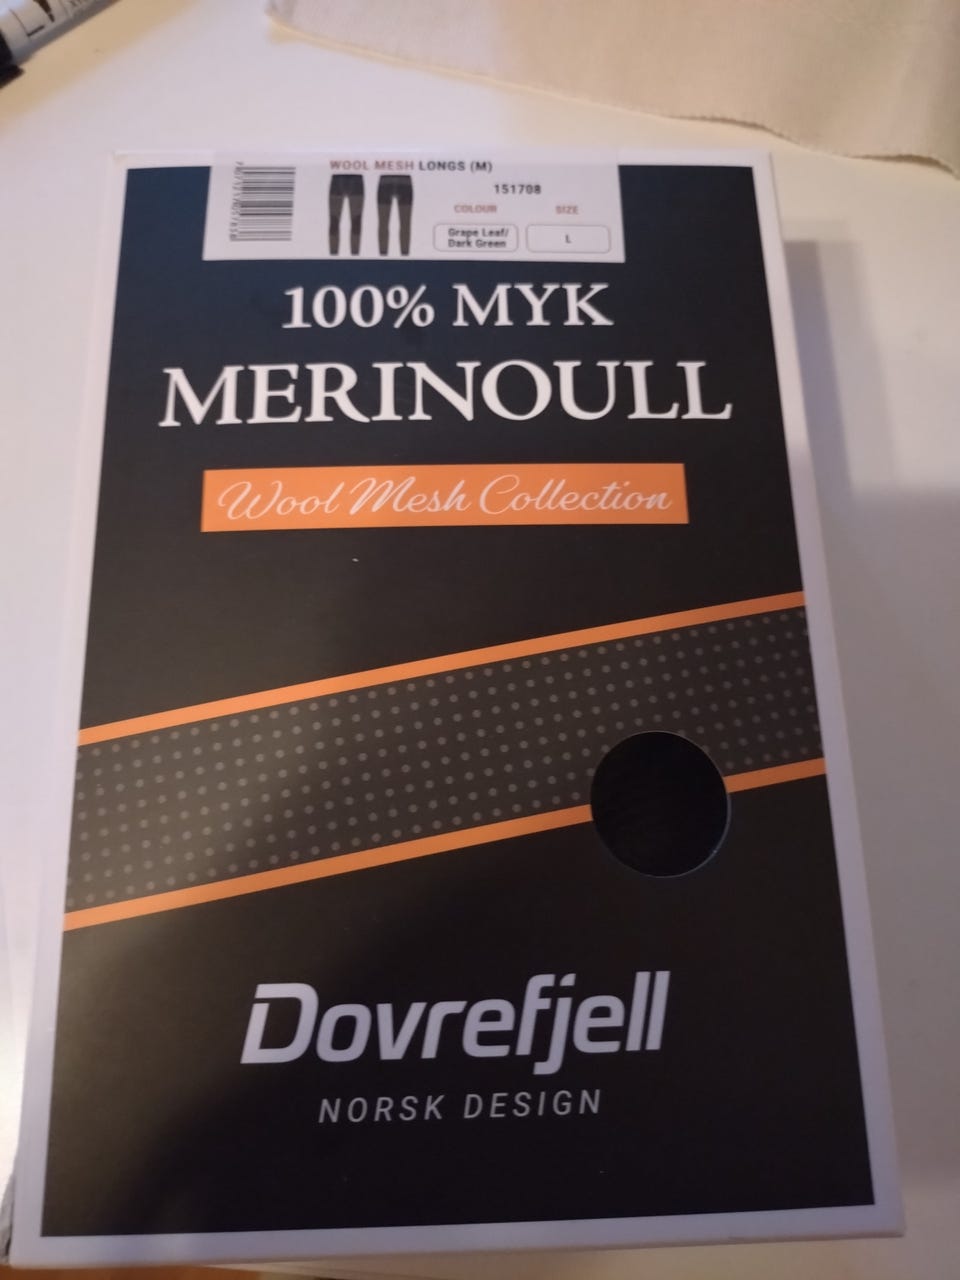 WOOL MESH LONGS (M)
151708
COLOUR SIZE
Grape Leaf/
Dark Green
L
100% MYK
MERINOULL
Wool Mesh Collection
Dovrefjell
NORSK DESIGN